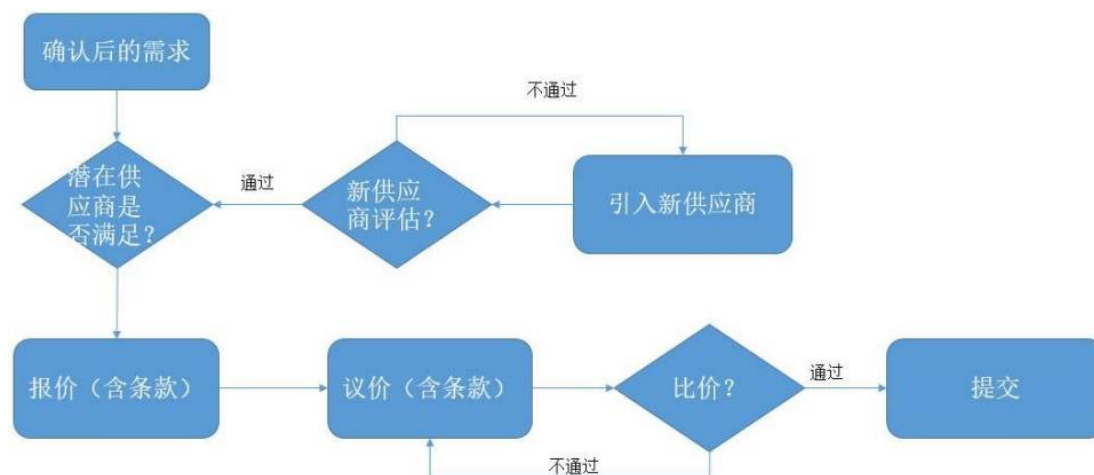 确认后的需求
不通过
潜在供
应商是
否满足？
通过
新供应
商评估？
引入新供应商
报价（含条款）
议价（含条款）
比价？
通过
提交
不通过